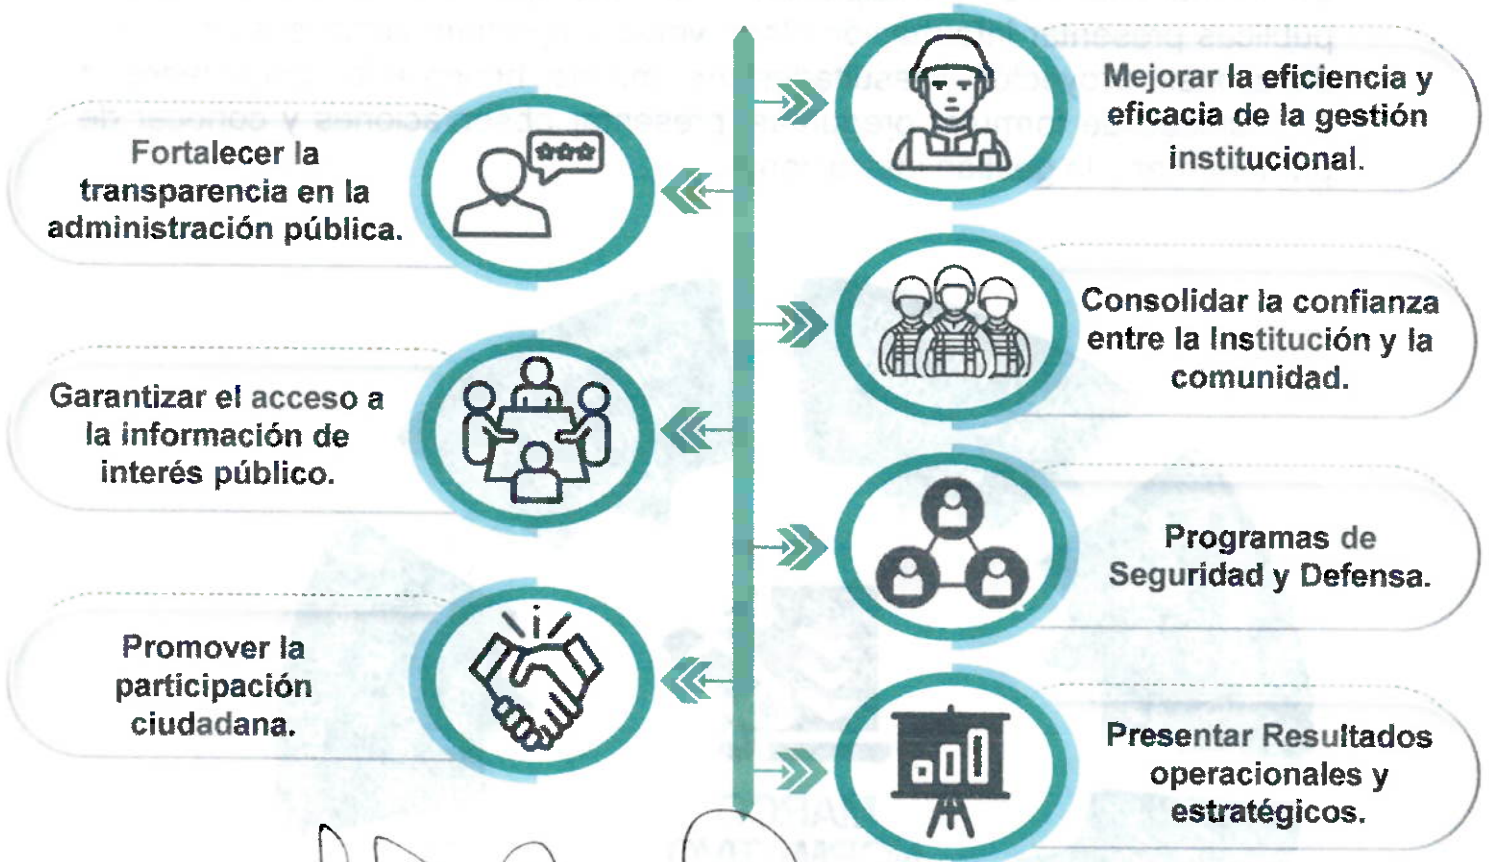 Fortalecer la
transparencia en la
administración pública.
Garantizar el acceso a
la información de
interés público.
Promover la
participación
ciudadana.
Mejorar la eficiencia y
eficacia de la gestión
institucional.
Consolidar la confianza
entre la Institución y la
comunidad.
Programas de
Seguridad y Defensa.
Presentar Resultados
operacionales y
estratégicos.